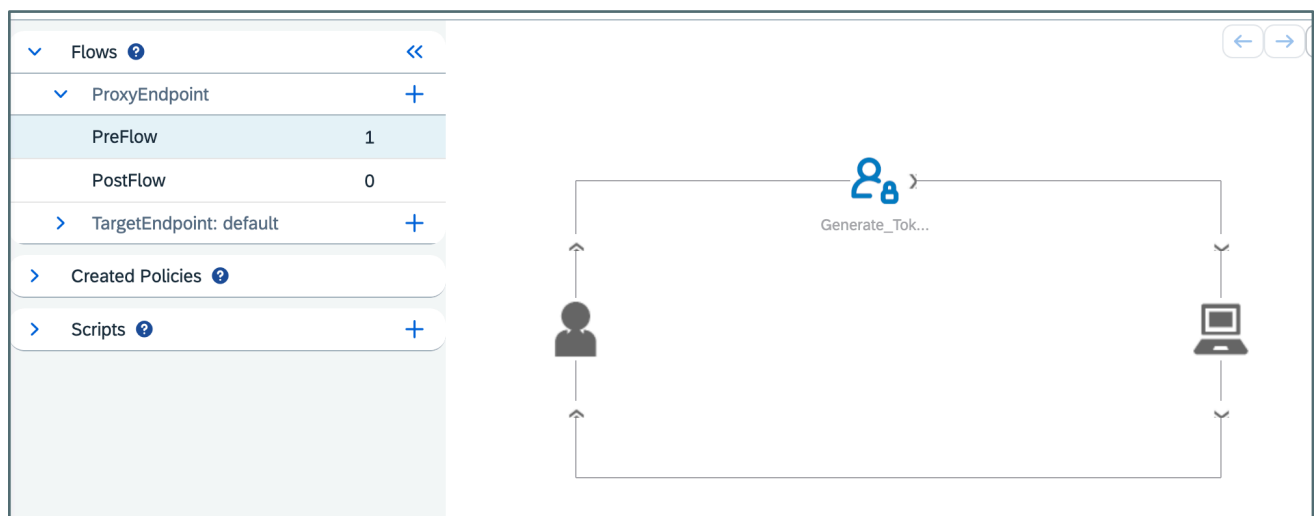 Flows
ProxyEndpoint
PreFlow 1
PostFlow 0
TargetEndpoint: default
Created Policies
Scripts
Generate_Tok...